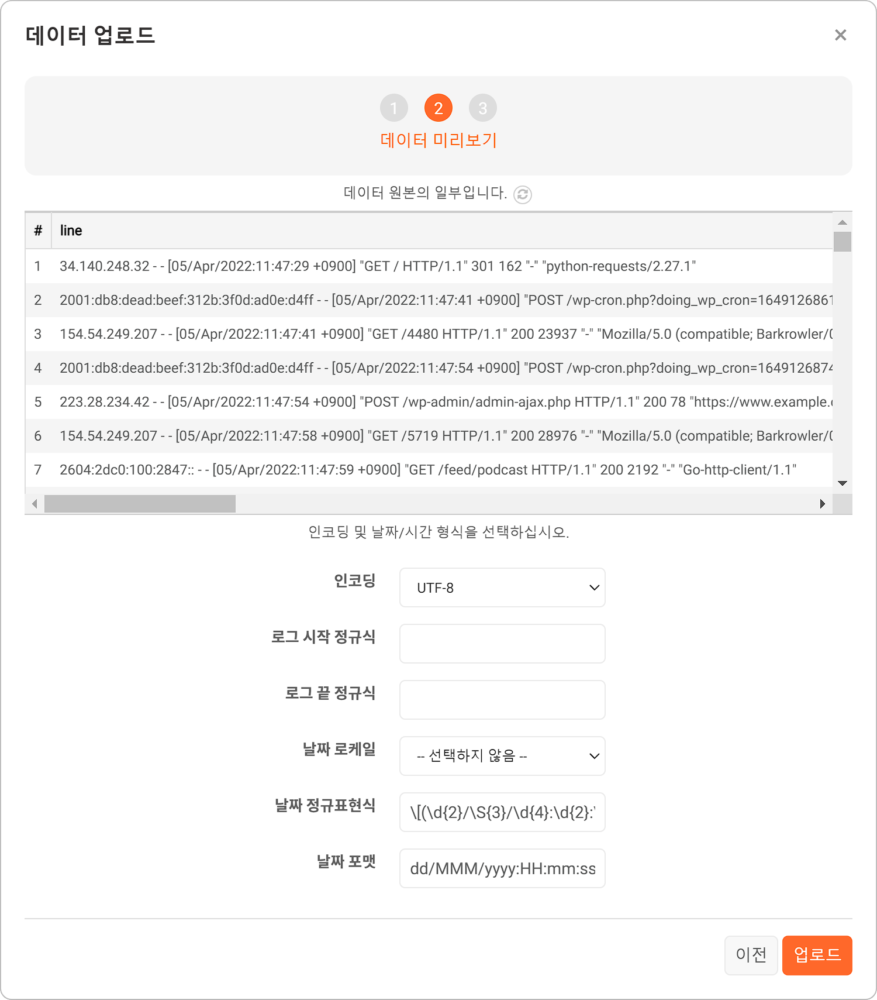 데이터 업로드
×
1 2 3
데이터 미리보기
데이터 원본의 일부입니다.
# line
1 34.140.248.32 - - [05/Apr/2022:11:47:29 +0900] "GET / HTTP/1.1" 301 162 "-" "python-requests/2.27.1"
2 2001:db8:dead:beef:312b:3f0d:ad0e:d4ff - - [05/Apr/2022:11:47:41 +0900] "POST /wp-cron.php?doing_wp_cron=1649126861
3 154.54.249.207 - - [05/Apr/2022:11:47:41 +0900] "GET /4480 HTTP/1.1" 200 23937 "-" "Mozilla/5.0 (compatible; Barkrowler/0
4 2001:db8:dead:beef:312b:3f0d:ad0e:d4ff - - [05/Apr/2022:11:47:54 +0900] "POST /wp-cron.php?doing_wp_cron=1649126874
5 223.28.234.42 - - [05/Apr/2022:11:47:54 +0900] "POST /wp-admin/admin-ajax.php HTTP/1.1" 200 78 "https://www.example.
6 154.54.249.207 - - [05/Apr/2022:11:47:58 +0900] "GET /5719 HTTP/1.1" 200 28976 "-" "Mozilla/5.0 (compatible; Barkrowler/0
7 2604:2dc0:100:2847:: - - [05/Apr/2022:11:47:59 +0900] "GET /feed/podcast HTTP/1.1" 200 2192 "-" "Go-http-client/1.1"
인코딩 및 날짜/시간 형식을 선택하십시오.
인코딩 UTF-8
로그 시작 정규식
로그 끝 정규식
날짜 로케일 -- 선택하지 않음 --
날짜 정규표현식 \[(\d{2}/\S{3}/\d{4}:\d{2}:
날짜 포맷 dd/MMM/yyyy:HH:mm:ss
이전 업로드